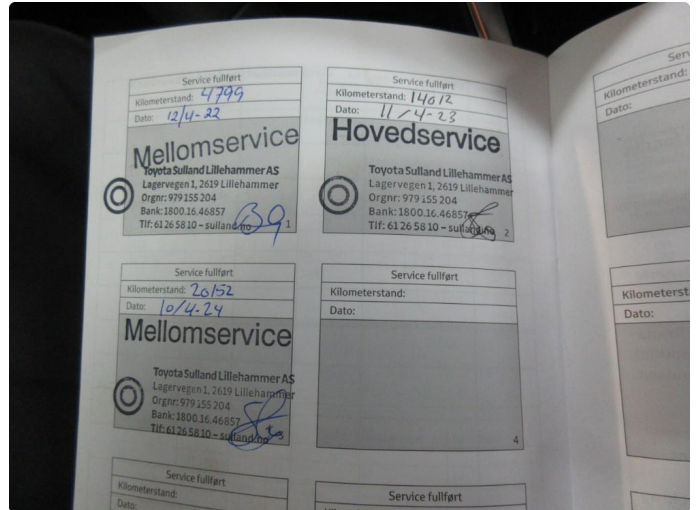 Service fullført
Kilometerstand: 4799
Dato: 12/4-22
Mellomservice
Toyota Sulland Lillehammer AS
Lagervegen 1, 2619 Lillehammer
Orgnr: 979 155 204
Bank: 1800.16.46857
Tlf: 61 26 58 10 – sulland.no
1
Service fullført
Kilometerstand: 14012
Dato: 11/4-23
Hovedservice
Toyota Sulland Lillehammer AS
Lagervegen 1, 2619 Lillehammer
Orgnr: 979 155 204
Bank: 1800.16.46857
Tlf: 61 26 58 10 – sulland.no
2
Service fullført
Kilometerstand: 20152
Dato: 10/4-24
Mellomservice
Toyota Sulland Lillehammer AS
Lagervegen 1, 2619 Lillehammer
Orgnr: 979 155 204
Bank: 1800.16.46857
Tlf: 61 26 58 10 – sulland.no
3
Service fullført
Kilometerstand:
Dato:
4
Service fullført
Kilometerstand:
Dato:
Service fullført
Kilometerstand:
Dato:
Dato: